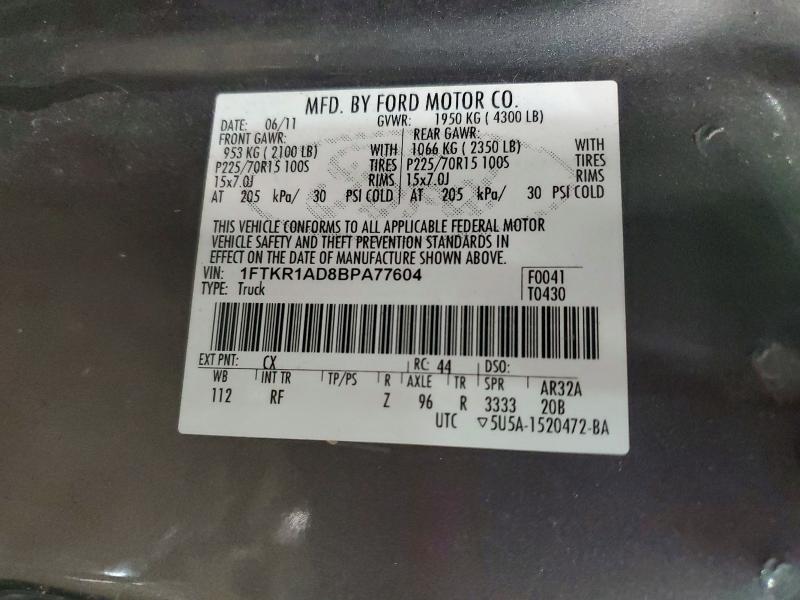 MFD. BY FORD MOTOR CO.
DATE: 06/11 GVWR: 1950 KG ( 4300 LB)
FRONT GAWR: REAR GAWR:
953 KG ( 2100 LB) WITH 1066 KG ( 2350 LB) WITH
P225/70R15 100S TIRES P225/70R15 100S TIRES
15x7.0J RIMS 15x7.0J RIMS
AT 205 kPa/ 30 PSI COLD AT 205 kPa/ 30 PSI COLD
THIS VEHICLE CONFORMS TO ALL APPLICABLE FEDERAL MOTOR
VEHICLE SAFETY AND THEFT PREVENTION STANDARDS IN
EFFECT ON THE DATE OF MANUFACTURE SHOWN ABOVE.
VIN: 1FTKR1AD8BPA77604 F0041
TYPE: Truck T0430
EXT PNT: CX RC: 44 DSO:
WB INT TR TP/PS R AXLE TR SPR AR32A
112 RF Z 96 R 3333 20B
UTC ▽5U5A-1520472-BA